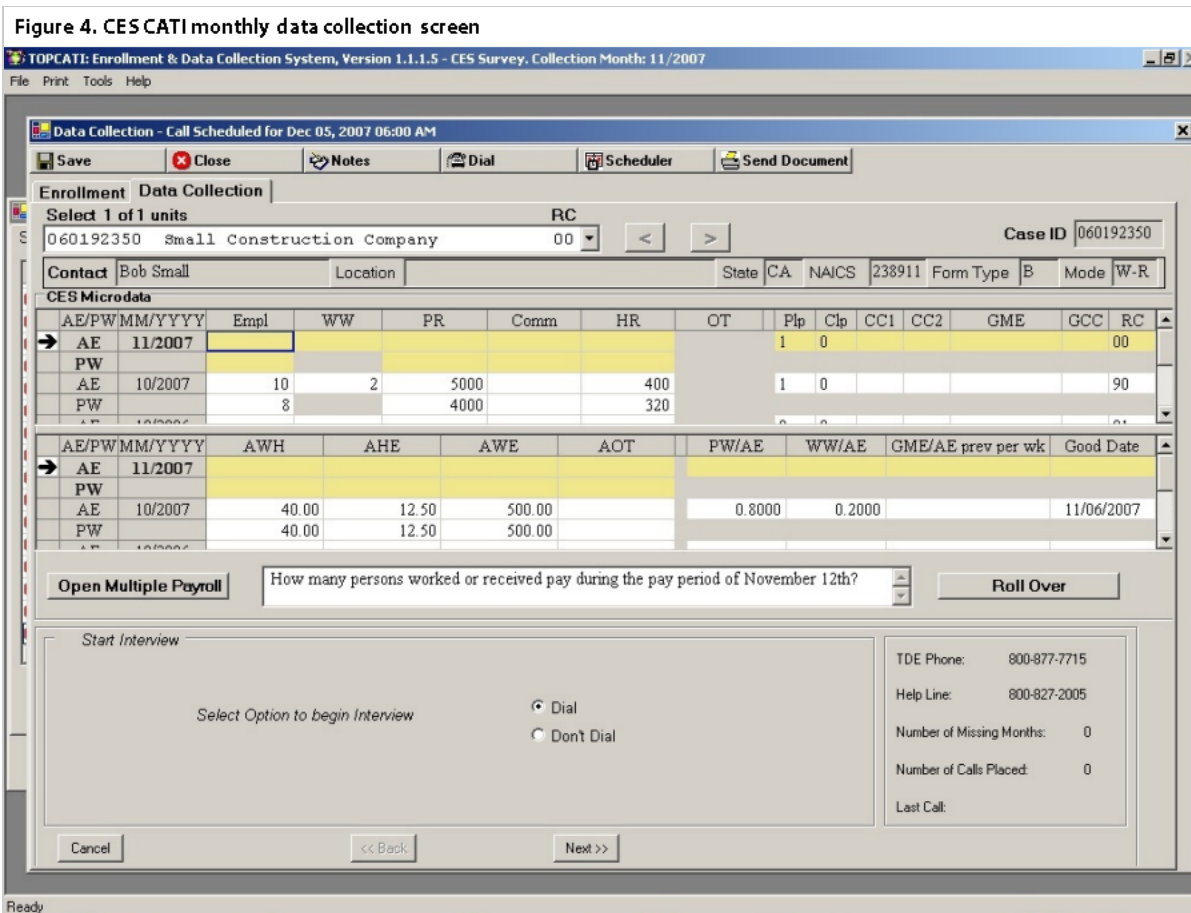 Figure 4. CES CATI monthly data collection screen
TOPCATI: Enrollment & Data Collection System, Version 1.1.1.5 - CES Survey. Collection Month: 11/2007
File Print Tools Help
Data Collection - Call Scheduled for Dec 05, 2007 06:00 AM
Save Close Notes Dial Scheduler Send Document
Enrollment Data Collection
Select 1 of 1 units RC
060192350 Small Construction Company 00 < > Case ID 060192350
Contact Bob Small Location State CA NAICS 238911 Form Type B Mode W-R
CES Microdata
AE/PW MM/YYYY Empl WW PR Comm HR OT Plp Clp CC1 CC2 GME GCC RC
AE 11/2007 1 0 00
PW
AE 10/2007 10 2 5000 400 1 0 90
PW 8 4000 320
AE/PW MM/YYYY AWH AHE AWE AOT PW/AE WW/AE GME/AE prev per wk Good Date
AE 11/2007
PW
AE 10/2007 40.00 12.50 500.00 0.8000 0.2000 11/06/2007
PW 40.00 12.50 500.00
Open Multiple Payroll How many persons worked or received pay during the pay period of November 12th? Roll Over
Start Interview
Select Option to begin Interview
Dial
Don't Dial
TDE Phone: 800-877-7715
Help Line: 800-827-2005
Number of Missing Months: 0
Number of Calls Placed: 0
Last Call:
Cancel << Back Next >>
Ready